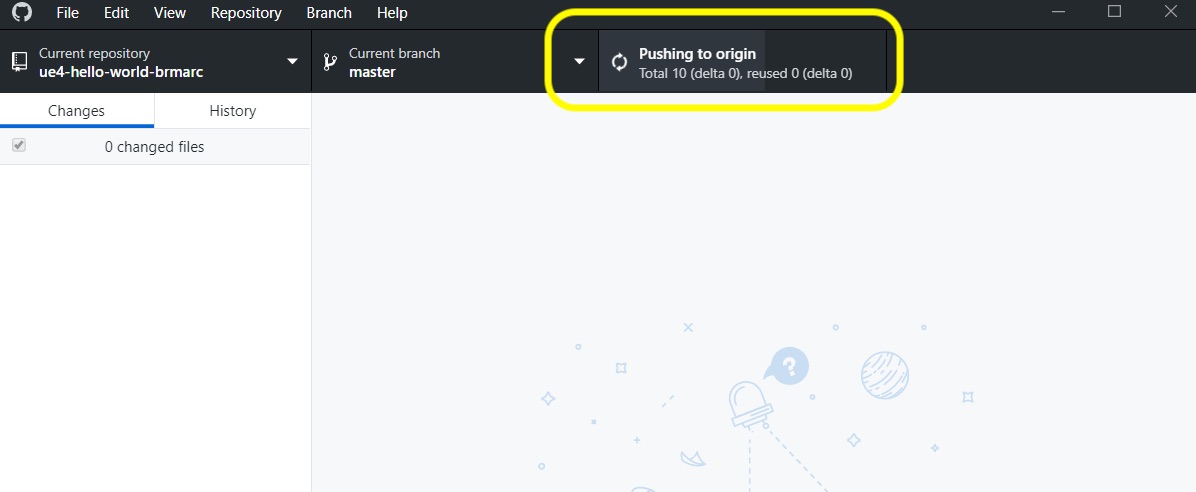 File Edit View Repository Branch Help
Current repository
ue4-hello-world-brmarc
Current branch
master
Pushing to origin
Total 10 (delta 0), reused 0 (delta 0)
Changes History
0 changed files
?